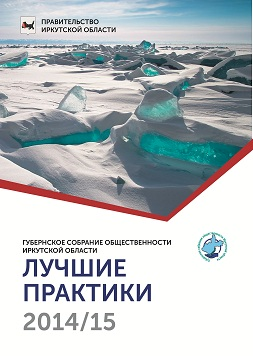 ПРАВИТЕЛЬСТВО
ИРКУТСКОЙ ОБЛАСТИ
ГУБЕРНСКОЕ СОБРАНИЕ ОБЩЕСТВЕННОСТИ
ИРКУТСКОЙ ОБЛАСТИ
ЛУЧШИЕ
ПРАКТИКИ
2014/15